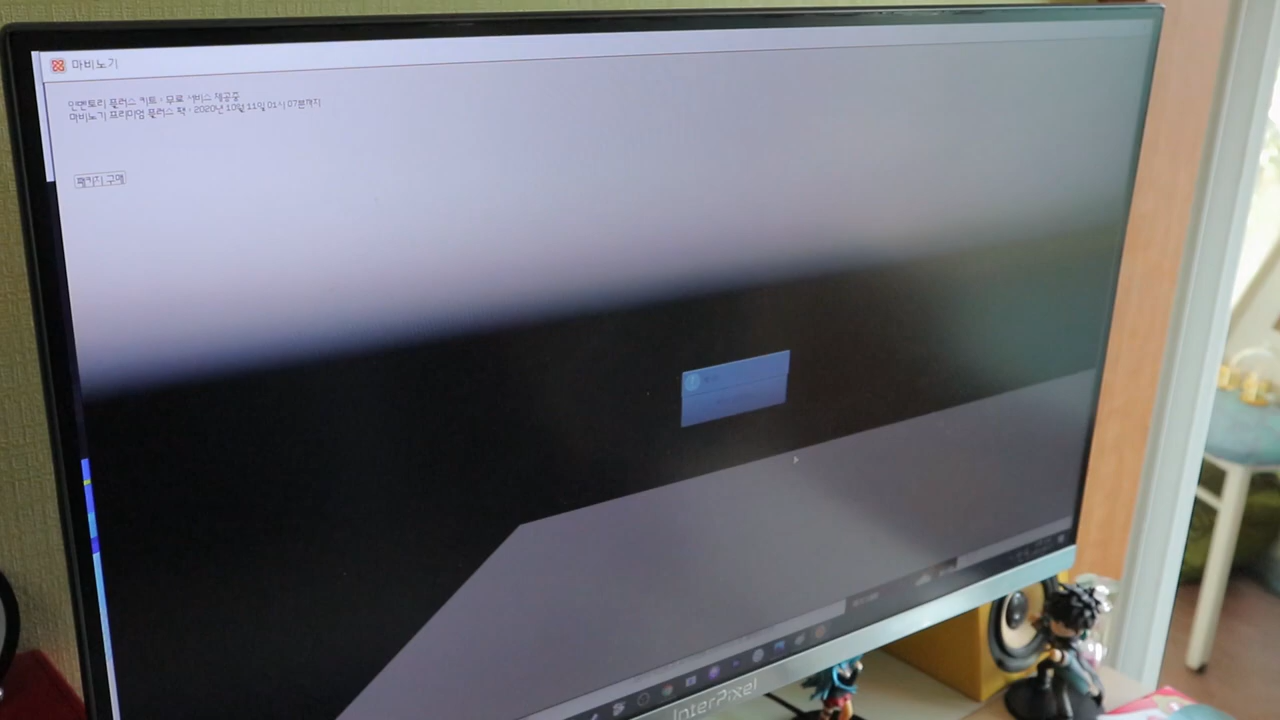 마비노기
인벤토리 플러스 키트 : 무료 서비스 제공중
마비노기 프리미엄 플러스 팩 : 2020년 10월 11일 01시 07분까지
패키지 구매
InterPixel